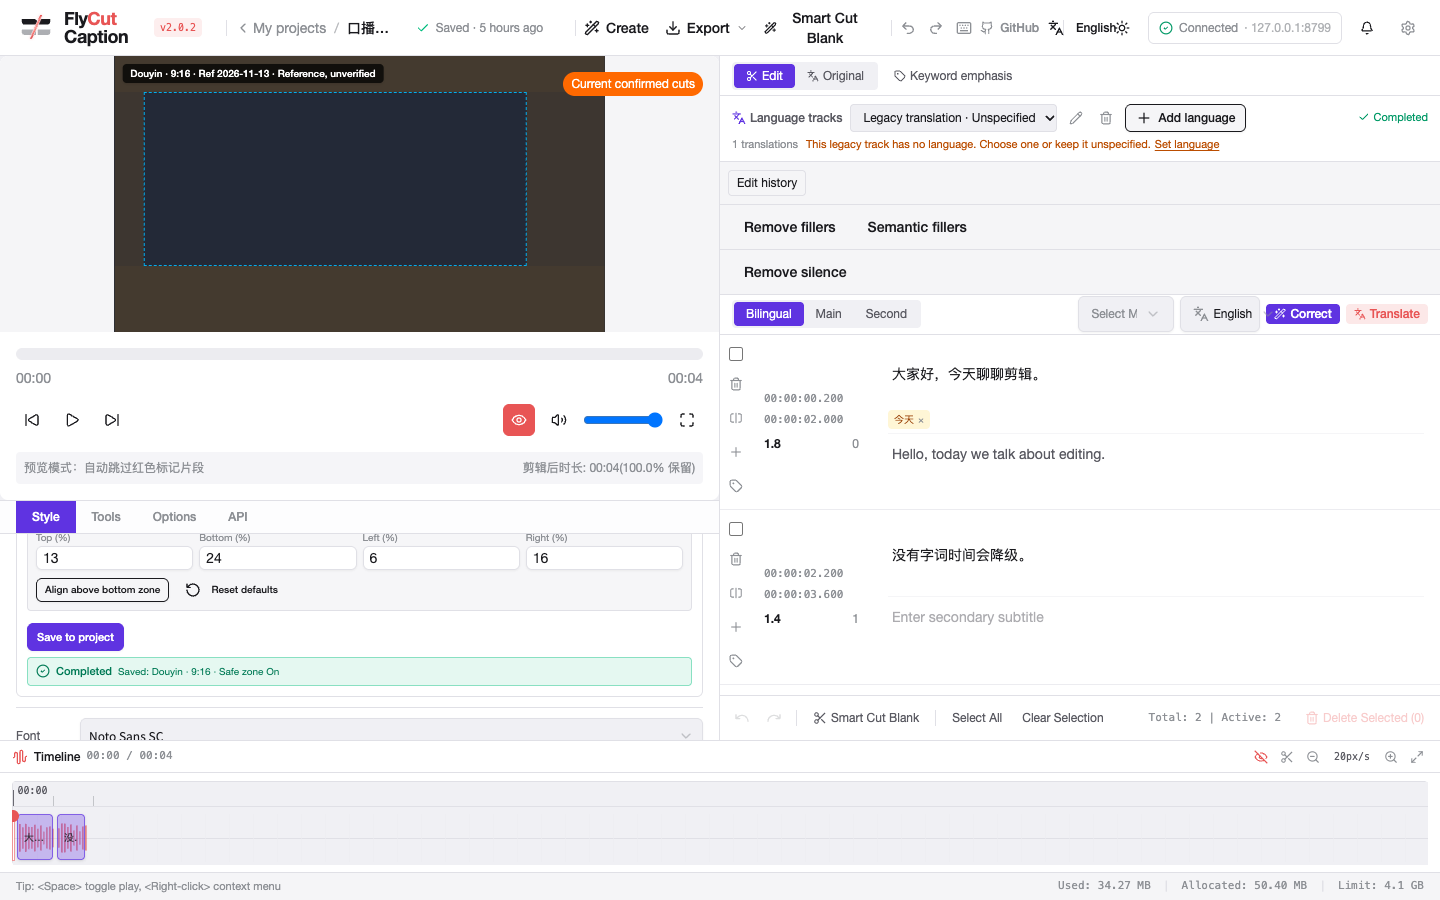 FlyCut Caption
v2.0.2
My projects / 口播...
Saved · 5 hours ago
Create
Export
Smart Cut Blank
GitHub
English
Connected · 127.0.0.1:8799
Douyin · 9:16 · Ref 2026-11-13 · Reference, unverified
Current confirmed cuts
00:00
00:04
预览模式：自动跳过红色标记片段
剪辑后时长: 00:04(100.0% 保留)
Style
Tools
Options
API
Top (%)
Bottom (%)
Left (%)
Right (%)
13
24
6
16
Align above bottom zone
Reset defaults
Save to project
Completed Saved: Douyin · 9:16 · Safe zone On
Font
Noto Sans SC
Edit
Original
Keyword emphasis
Language tracks
Legacy translation · Unspecified
Add language
Completed
1 translations This legacy track has no language. Choose one or keep it unspecified. Set language
Edit history
Remove fillers
Semantic fillers
Remove silence
Bilingual
Main
Second
Select M
English
Correct
Translate
大家好，今天聊聊剪辑。
00:00:00.200
00:00:02.000
今天 ×
1.8
0
Hello, today we talk about editing.
没有字词时间会降级。
00:00:02.200
00:00:03.600
1.4
1
Enter secondary subtitle
Smart Cut Blank
Select All
Clear Selection
Total: 2 | Active: 2
Delete Selected (0)
Timeline 00:00 / 00:04
20px/s
00:00
大...
没...
Tip: <Space> toggle play, <Right-click> context menu
Used: 34.27 MB
Allocated: 50.40 MB
Limit: 4.1 GB